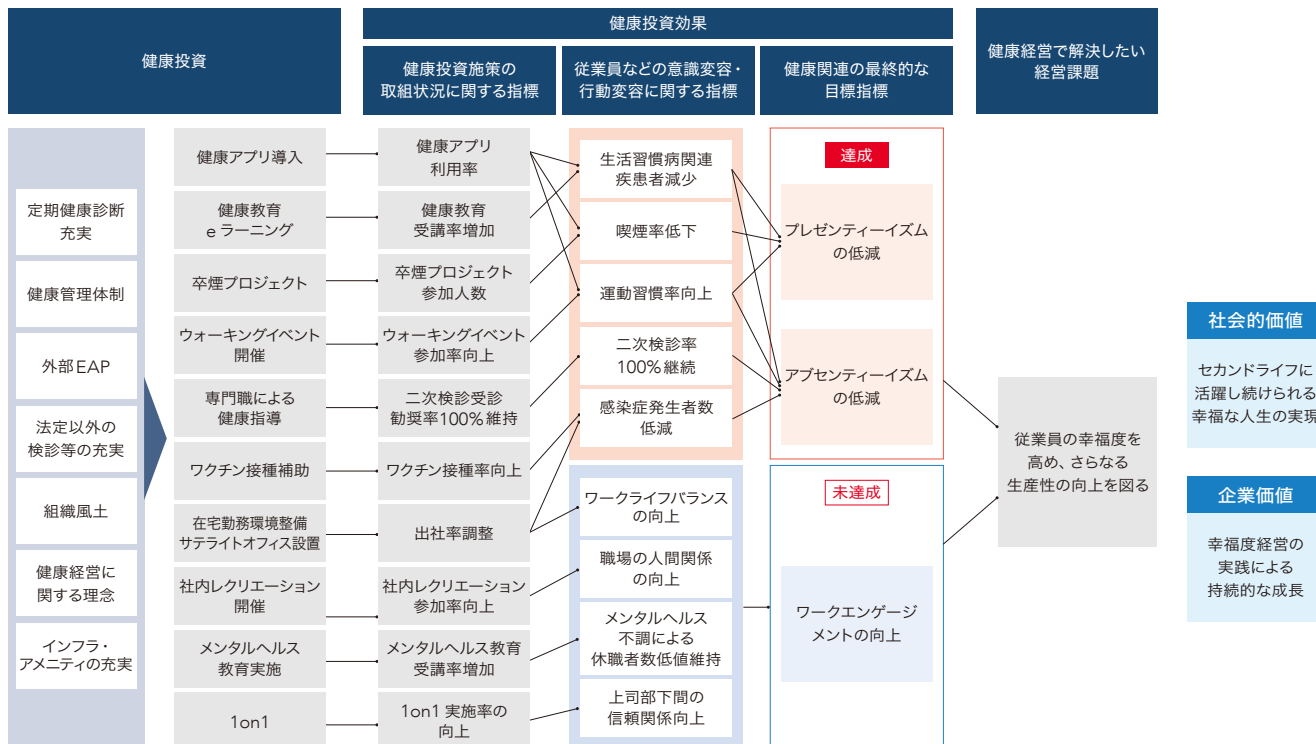 健康投資
健康投資効果
健康投資施策の
取組状況に関する指標
従業員などの意識変容・
行動変容に関する指標
健康関連の最終的な
目標指標
健康経営で解決したい
経営課題
定期健康診断
充実
健康管理体制
外部EAP
法定以外の
検診等の充実
組織風土
健康経営に
関する理念
インフラ・
アメニティの充実
健康アプリ導入
健康教育
eラーニング
卒煙プロジェクト
ウォーキングイベント
開催
専門職による
健康指導
ワクチン接種補助
在宅勤務環境整備
サテライトオフィス設置
社内レクリエーション
開催
メンタルヘルス
教育実施
1on1
健康アプリ
利用率
健康教育
受講率増加
卒煙プロジェクト
参加人数
ウォーキングイベント
参加率向上
二次検診受診
勧奨率100%維持
ワクチン接種率向上
出社率調整
社内レクリエーション
参加率向上
メンタルヘルス教育
受講率増加
1on1実施率の
向上
生活習慣病関連
疾患者減少
喫煙率低下
運動習慣率向上
二次検診率
100%継続
感染症発生者数
低減
ワークライフバランス
の向上
職場の人間関係
の向上
メンタルヘルス
不調による
休職者数低値維持
上司部下間の
信頼関係向上
達成
プレゼンティーイズム
の低減
アブセンティーイズム
の低減
未達成
ワークエンゲージ
メントの向上
従業員の幸福度を
高め、さらなる
生産性の向上を図る
社会的価値
セカンドライフに
活躍し続けられる
幸福な人生の実現
企業価値
幸福度経営の
実践による
持続的な成長